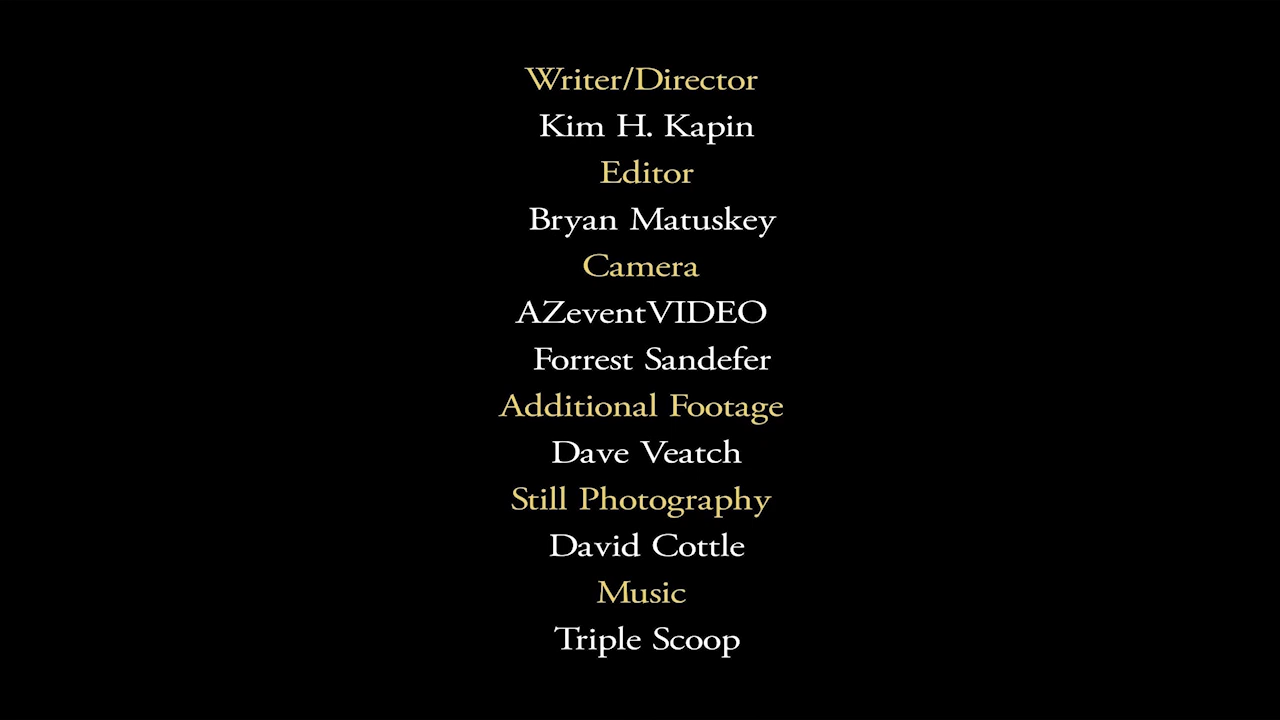 Writer/Director
Kim H. Kapin
Editor
Bryan Matuskey
Camera
AZeventVIDEO
Forrest Sandefer
Additional Footage
Dave Veatch
Still Photography
David Cottle
Music
Triple Scoop